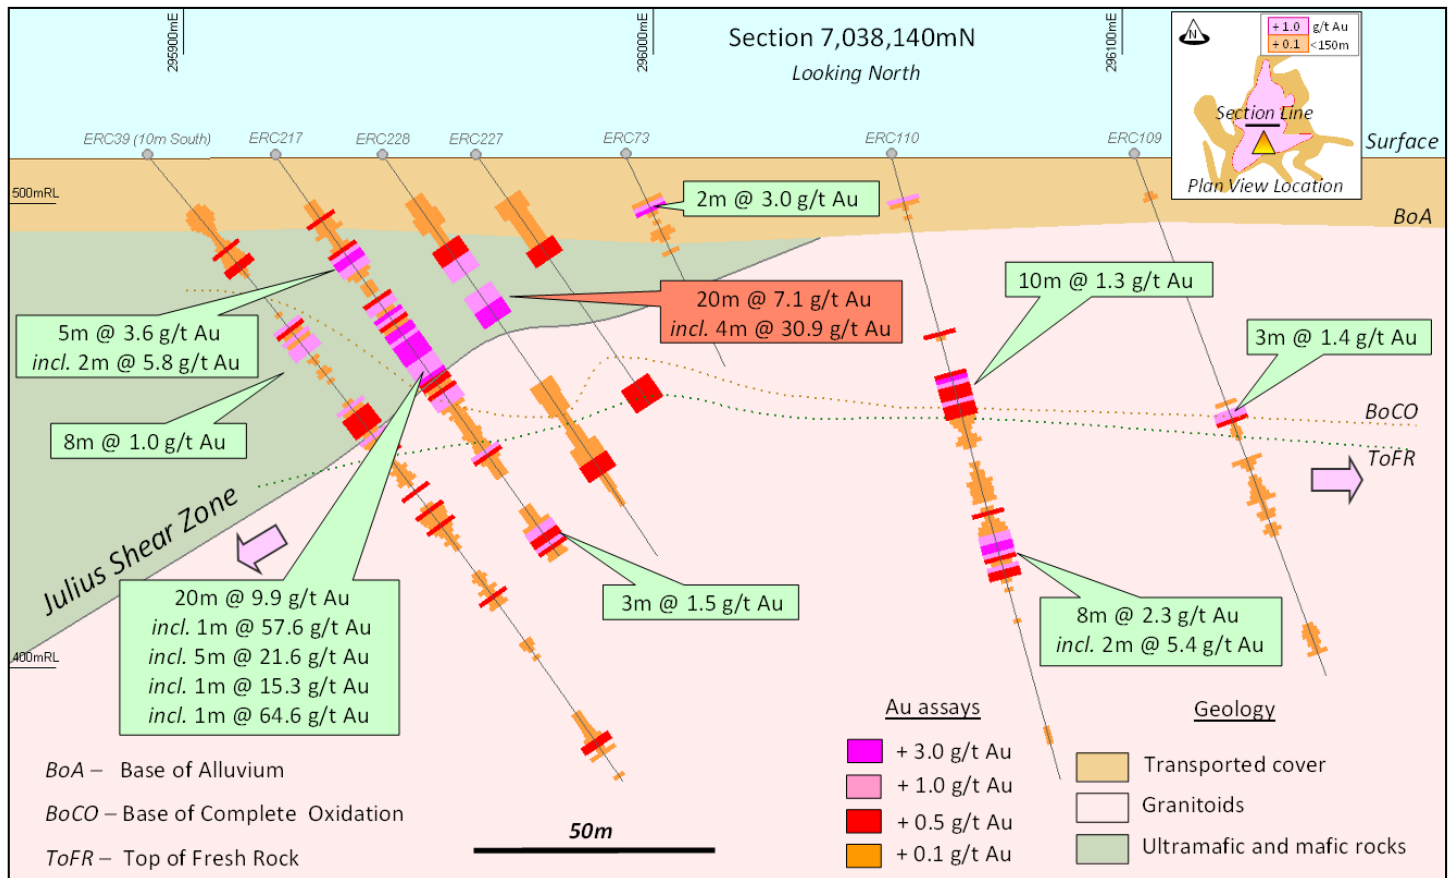 295900mE
296000mE
296100mE
Section 7,038,140mN
Looking North
N
+ 1.0 g/t Au
+ 0.1 <150m
Section Line
Plan View Location
ERC39 (10m South)
ERC217
ERC228
ERC227
ERC73
ERC110
ERC109
Surface
500mRL
2m @ 3.0 g/t Au
BoA
5m @ 3.6 g/t Au
incl. 2m @ 5.8 g/t Au
20m @ 7.1 g/t Au
incl. 4m @ 30.9 g/t Au
10m @ 1.3 g/t Au
3m @ 1.4 g/t Au
8m @ 1.0 g/t Au
BoCO
ToFR
Julius Shear Zone
20m @ 9.9 g/t Au
incl. 1m @ 57.6 g/t Au
incl. 5m @ 21.6 g/t Au
incl. 1m @ 15.3 g/t Au
incl. 1m @ 64.6 g/t Au
3m @ 1.5 g/t Au
8m @ 2.3 g/t Au
incl. 2m @ 5.4 g/t Au
400mRL
BoA – Base of Alluvium
BoCO – Base of Complete Oxidation
ToFR – Top of Fresh Rock
50m
Au assays
+ 3.0 g/t Au
+ 1.0 g/t Au
+ 0.5 g/t Au
+ 0.1 g/t Au
Geology
Transported cover
Granitoids
Ultramafic and mafic rocks